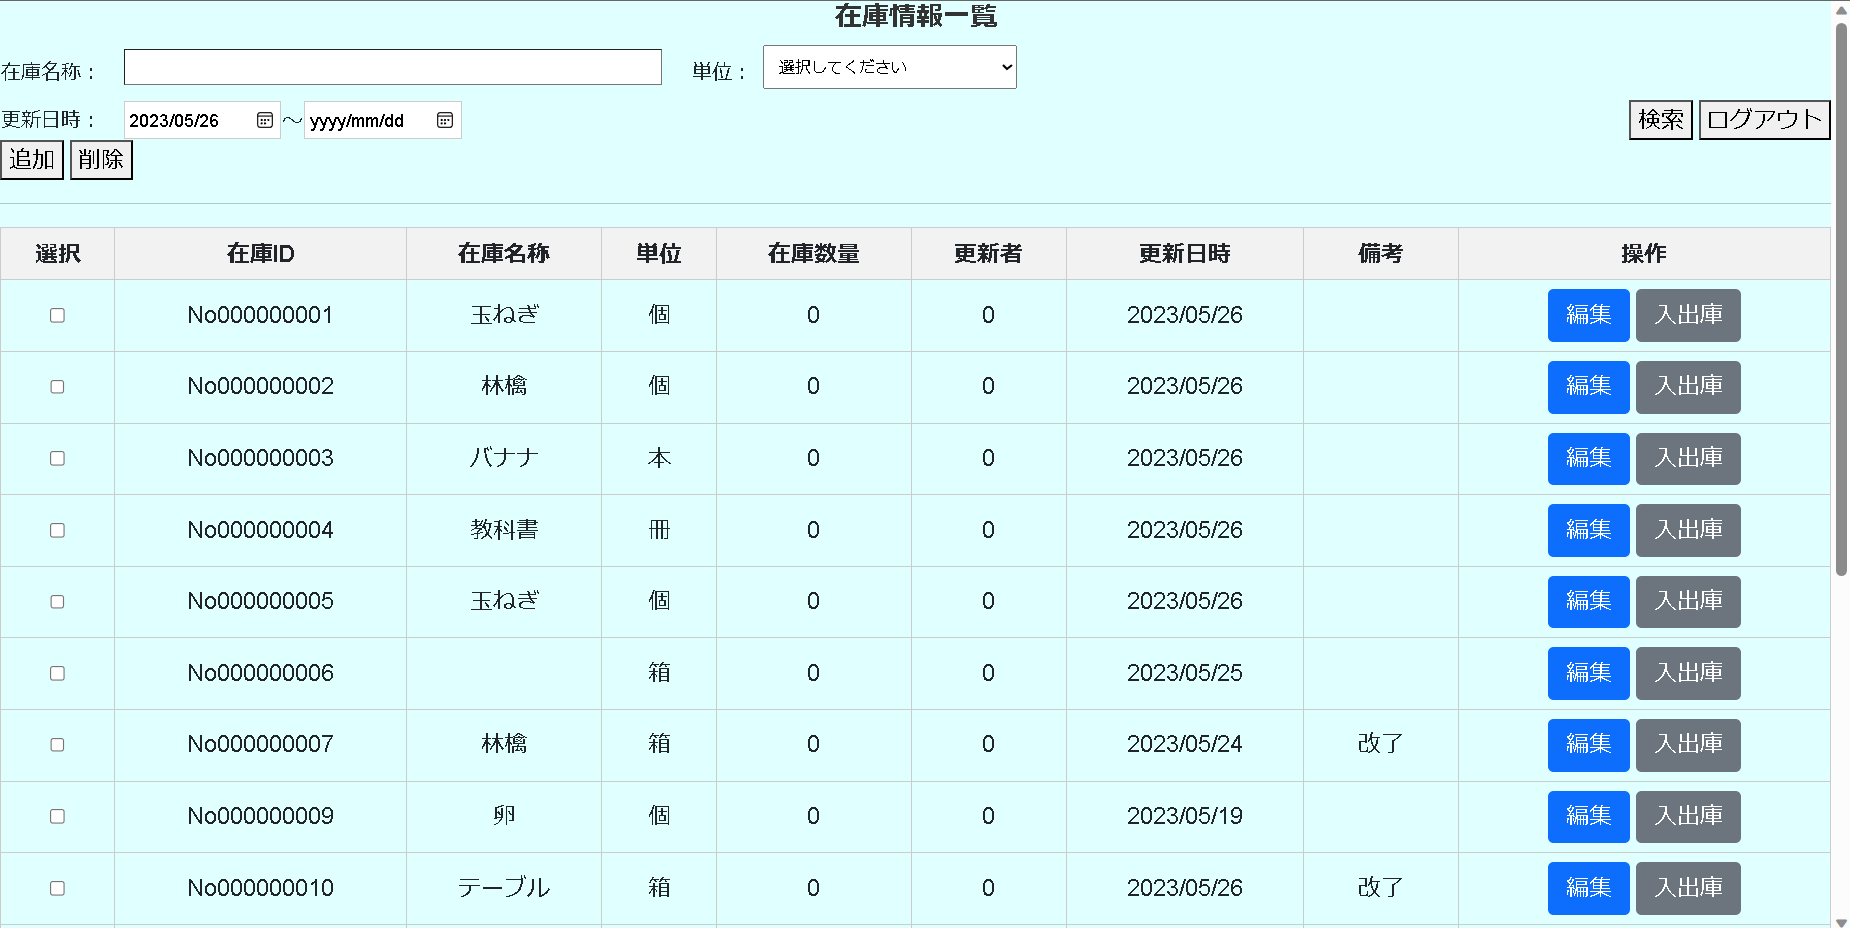 在庫情報一覧
在庫名称： 単位： 選択してください
更新日時： 2023/05/26 ～ yyyy/mm/dd 検索 ログアウト
追加 削除
選択 在庫ID 在庫名称 単位 在庫数量 更新者 更新日時 備考 操作
No000000001 玉ねぎ 個 0 0 2023/05/26 編集 入出庫
No000000002 林檎 個 0 0 2023/05/26 編集 入出庫
No000000003 バナナ 本 0 0 2023/05/26 編集 入出庫
No000000004 教科書 冊 0 0 2023/05/26 編集 入出庫
No000000005 玉ねぎ 個 0 0 2023/05/26 編集 入出庫
No000000006 箱 0 0 2023/05/25 編集 入出庫
No000000007 林檎 箱 0 0 2023/05/24 改了 編集 入出庫
No000000009 卵 個 0 0 2023/05/19 編集 入出庫
No000000010 テーブル 箱 0 0 2023/05/26 改了 編集 入出庫